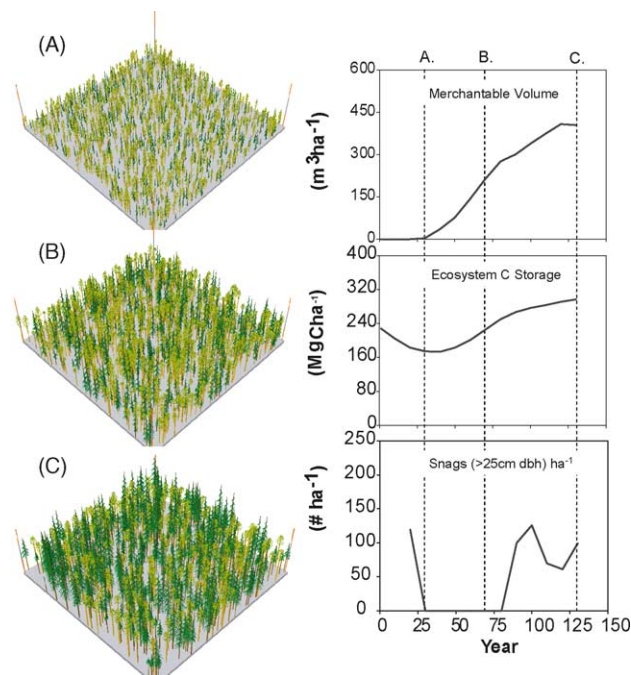 (A)
(B)
(C)
A. B. C.
600
450
300
150
0
(m³ha⁻¹)
Merchantable Volume
400
320
240
160
80
0
(MgCha⁻¹)
Ecosystem C Storage
250
200
150
100
50
0
(# ha⁻¹)
Snags (>25cm dbh) ha⁻¹
0 25 50 75 100 125 150
Year